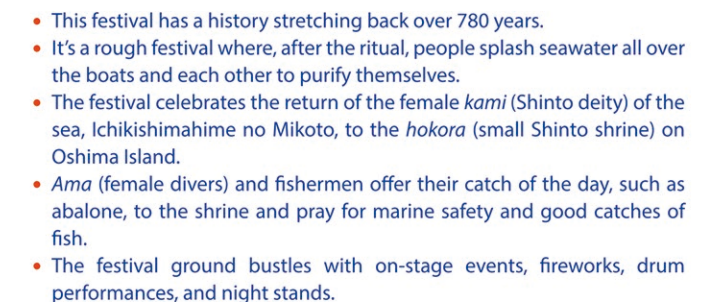 • This festival has a history stretching back over 780 years.
• It's a rough festival where, after the ritual, people splash seawater all over
the boats and each other to purify themselves.
• The festival celebrates the return of the female kami (Shinto deity) of the
sea, Ichikishimahime no Mikoto, to the hokora (small Shinto shrine) on
Oshima Island.
• Ama (female divers) and fishermen offer their catch of the day, such as
abalone, to the shrine and pray for marine safety and good catches of
fish.
• The festival ground bustles with on-stage events, fireworks, drum
performances, and night stands.